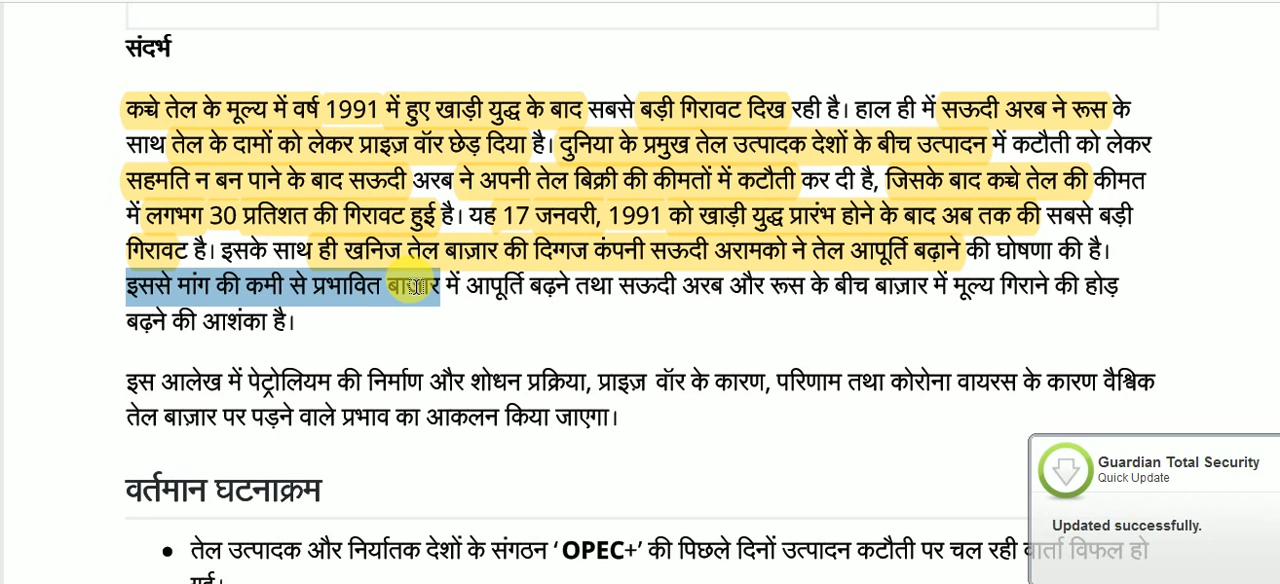 संदर्भ
कच्चे तेल के मूल्य में वर्ष 1991 में हुए खाड़ी युद्ध के बाद सबसे बड़ी गिरावट दिख रही है। हाल ही में सऊदी अरब ने रूस के
साथ तेल के दामों को लेकर प्राइज़ वॉर छेड़ दिया है। दुनिया के प्रमुख तेल उत्पादक देशों के बीच उत्पादन में कटौती को लेकर
सहमति न बन पाने के बाद सऊदी अरब ने अपनी तेल बिक्री की कीमतों में कटौती कर दी है, जिसके बाद कच्चे तेल की कीमत
में लगभग 30 प्रतिशत की गिरावट हुई है। यह 17 जनवरी, 1991 को खाड़ी युद्ध प्रारंभ होने के बाद अब तक की सबसे बड़ी
गिरावट है। इसके साथ ही खनिज तेल बाज़ार की दिग्गज कंपनी सऊदी अरामको ने तेल आपूर्ति बढ़ाने की घोषणा की है।
इससे मांग की कमी से प्रभावित बाज़ार में आपूर्ति बढ़ने तथा सऊदी अरब और रूस के बीच बाज़ार में मूल्य गिराने की होड़
बढ़ने की आशंका है।
इस आलेख में पेट्रोलियम की निर्माण और शोधन प्रक्रिया, प्राइज़ वॉर के कारण, परिणाम तथा कोरोना वायरस के कारण वैश्विक
तेल बाज़ार पर पड़ने वाले प्रभाव का आकलन किया जाएगा।
Guardian Total Security
Quick Update
Updated successfully.
वर्तमान घटनाक्रम
• तेल उत्पादक और निर्यातक देशों के संगठन ‘OPEC+’ की पिछले दिनों उत्पादन कटौती पर चल रही वार्ता विफल हो
गई।